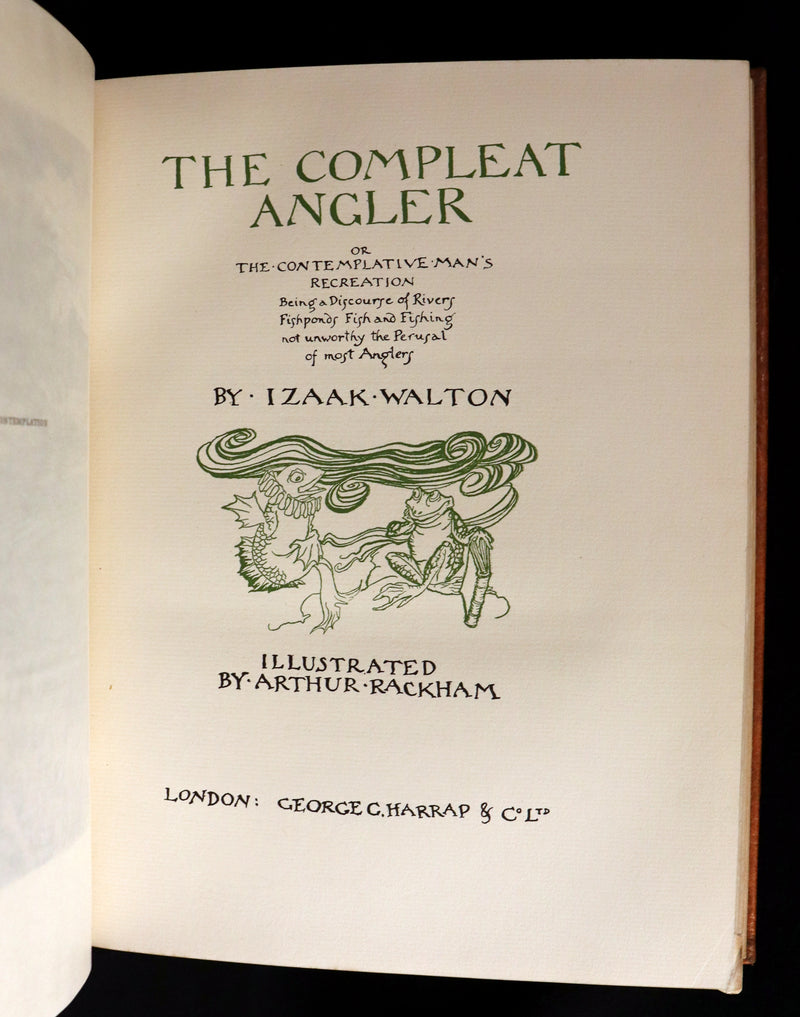 THE COMPLEAT
ANGLER
OR
THE·CONTEMPLATIVE·MAN'S
RECREATION
Being a Discourse of Rivers
Fishponds Fish and Fishing
not unworthy the Perusal
of most Anglers
BY·IZAAK·WALTON
ILLUSTRATED
BY·ARTHUR·RACKHAM
LONDON: GEORGE G. HARRAP & Co LTD